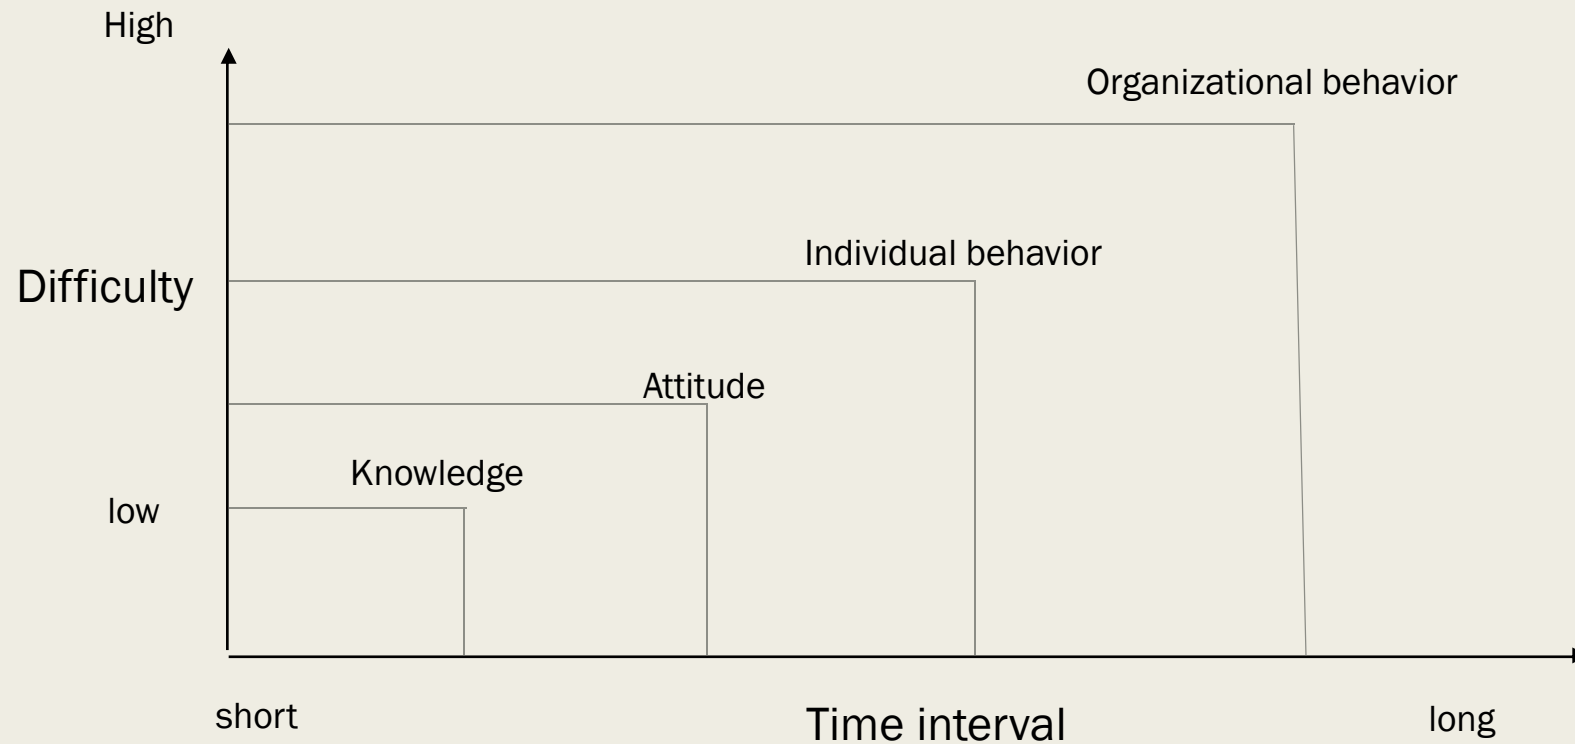 High
Organizational behavior
Individual behavior
Difficulty
Attitude
Knowledge
low
short
Time interval
long